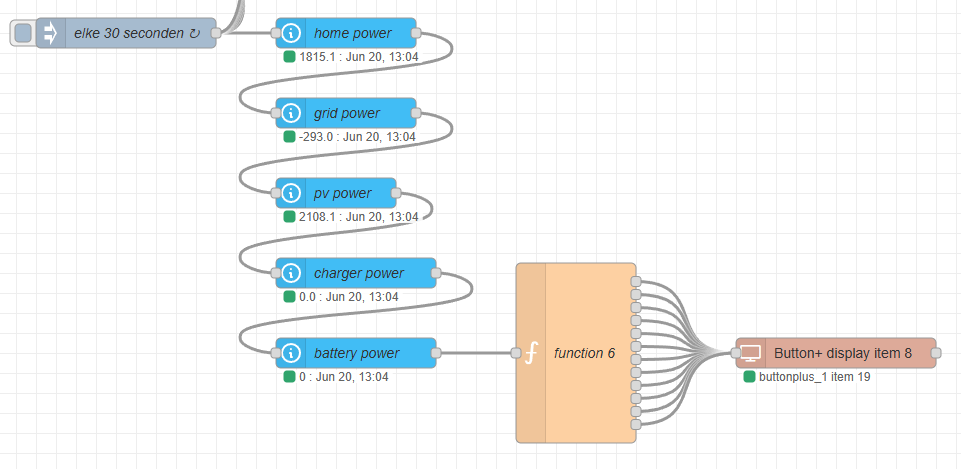 elke 30 seconden ↻
home power
1815.1 : Jun 20, 13:04
grid power
-293.0 : Jun 20, 13:04
pv power
2108.1 : Jun 20, 13:04
charger power
0.0 : Jun 20, 13:04
battery power
0 : Jun 20, 13:04
function 6
Button+ display item 8
buttonplus_1 item 19